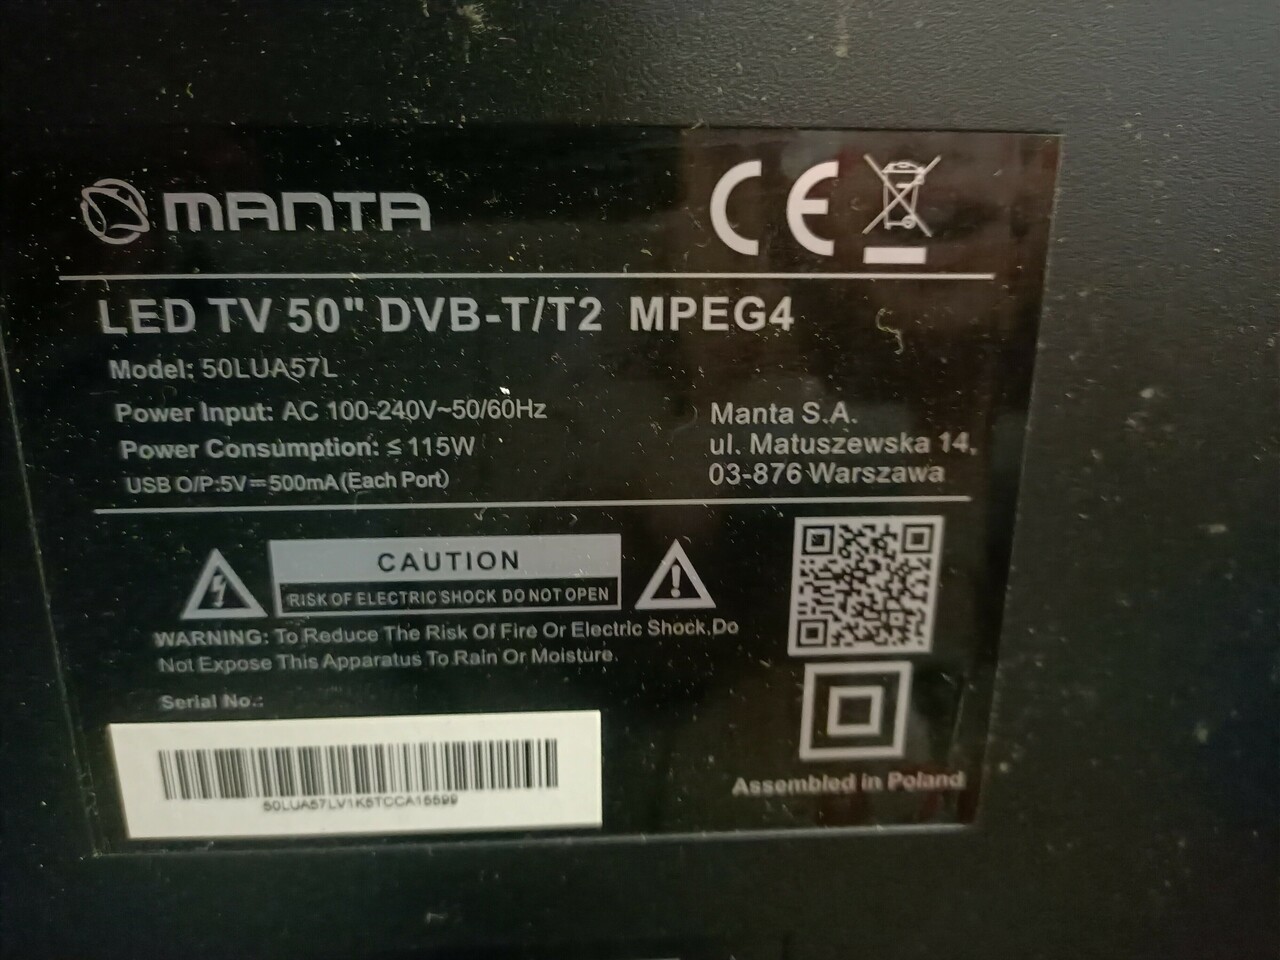 MANTA
CE
LED TV 50" DVB-T/T2 MPEG4
Model: 50LUA57L
Power Input: AC 100-240V~50/60Hz
Power Consumption: ≤ 115W
USB O/P:5V⎓500mA(Each Port)
Manta S.A.
ul. Matuszewska 14,
03-876 Warszawa
CAUTION
RISK OF ELECTRIC SHOCK DO NOT OPEN
WARNING: To Reduce The Risk Of Fire Or Electric Shock,Do
Not Expose This Apparatus To Rain Or Moisture.
Serial No.:
50LUA57LV1K5TCCA15599
Assembled in Poland